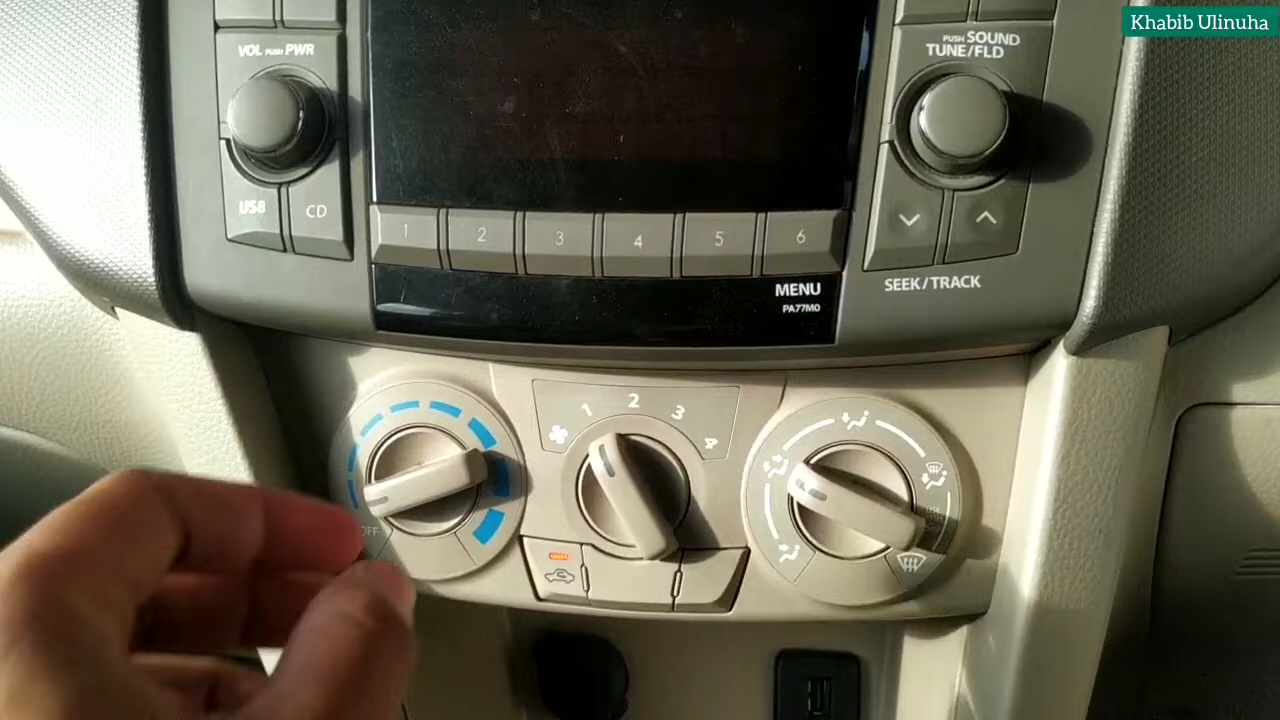 Khabib Ulinuha
VOL PUSH PWR
PUSH SOUND
TUNE/FLD
USB
CD
1
2
3
4
5
6
MENU
PA77M0
SEEK/TRACK
1
2
3
4
OFF
USE